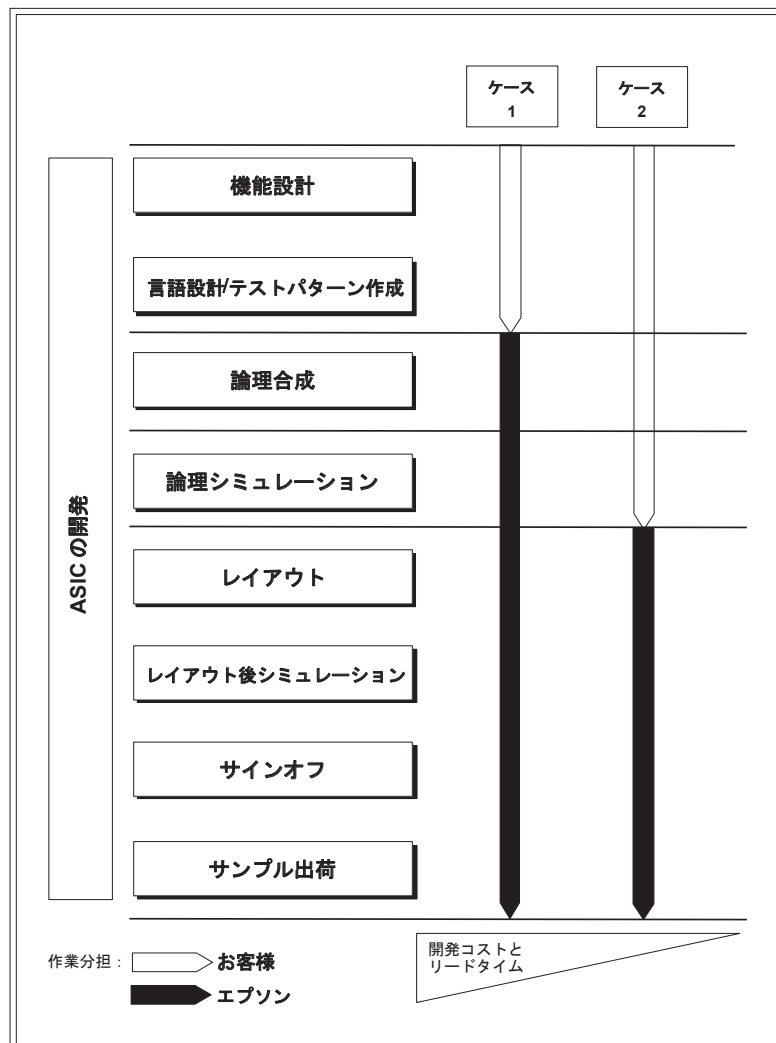 ケース
1
ケース
2
ASICの開発
機能設計
言語設計/テストパターン作成
論理合成
論理シミュレーション
レイアウト
レイアウト後シミュレーション
サインオフ
サンプル出荷
作業分担：
お客様
エプソン
開発コストと
リードタイム